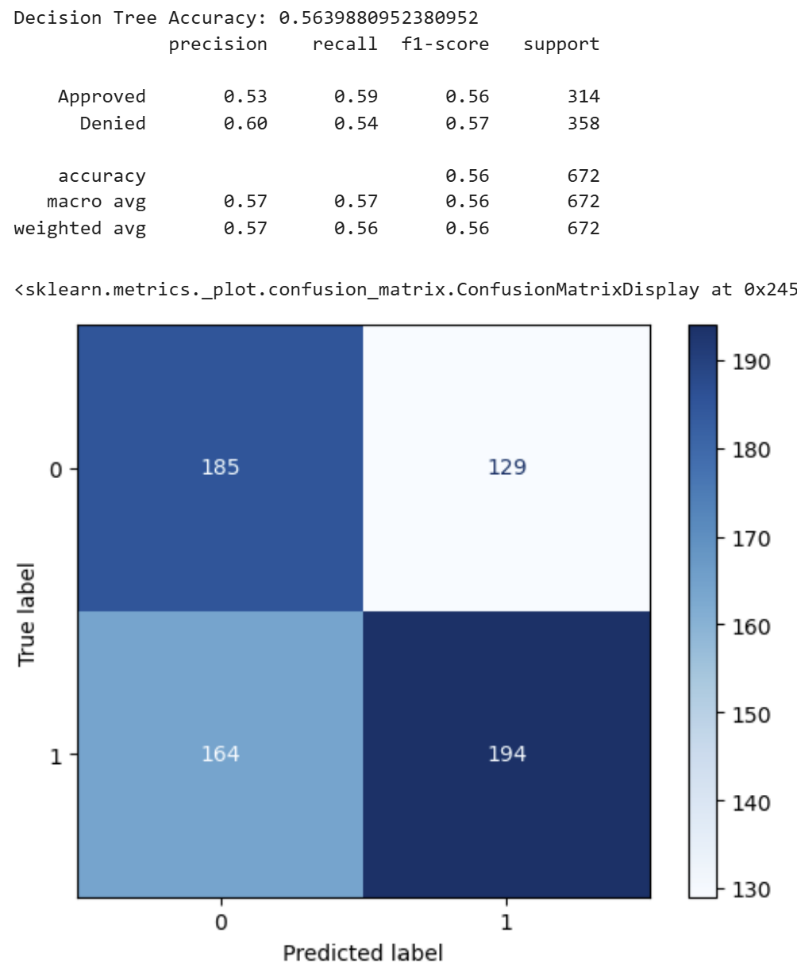 Decision Tree Accuracy: 0.5639880952380952
precision recall f1-score support
Approved 0.53 0.59 0.56 314
Denied 0.60 0.54 0.57 358
accuracy 0.56 672
macro avg 0.57 0.57 0.56 672
weighted avg 0.57 0.56 0.56 672
<sklearn.metrics._plot.confusion_matrix.ConfusionMatrixDisplay at 0x245
190
0 185 129
180
170
True label
160
150
1 164 194
140
130
0 1
Predicted label